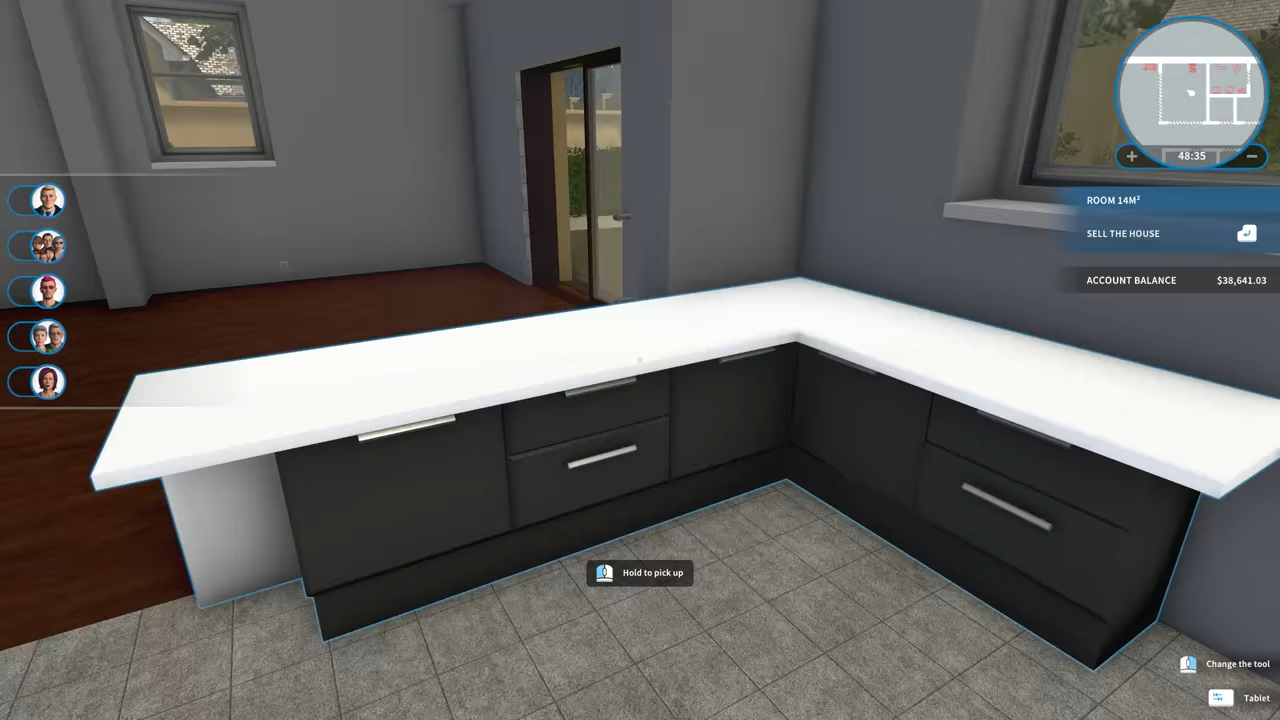 48:35
ROOM 14M²
SELL THE HOUSE
ACCOUNT BALANCE $38,641.03
Hold to pick up
Change the tool
Tablet